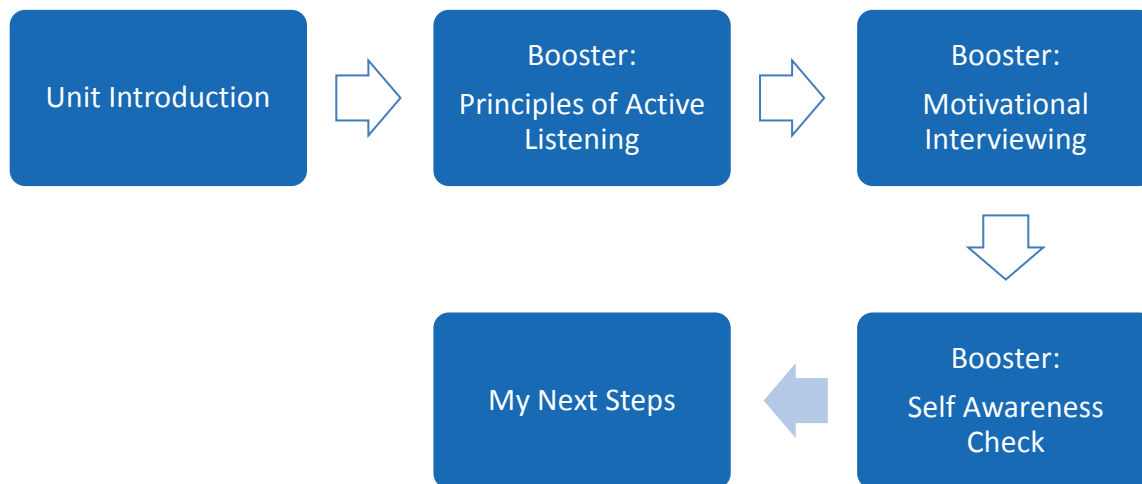 Unit Introduction
Booster:
Principles of Active
Listening
Booster:
Motivational
Interviewing
Booster:
Self Awareness
Check
My Next Steps